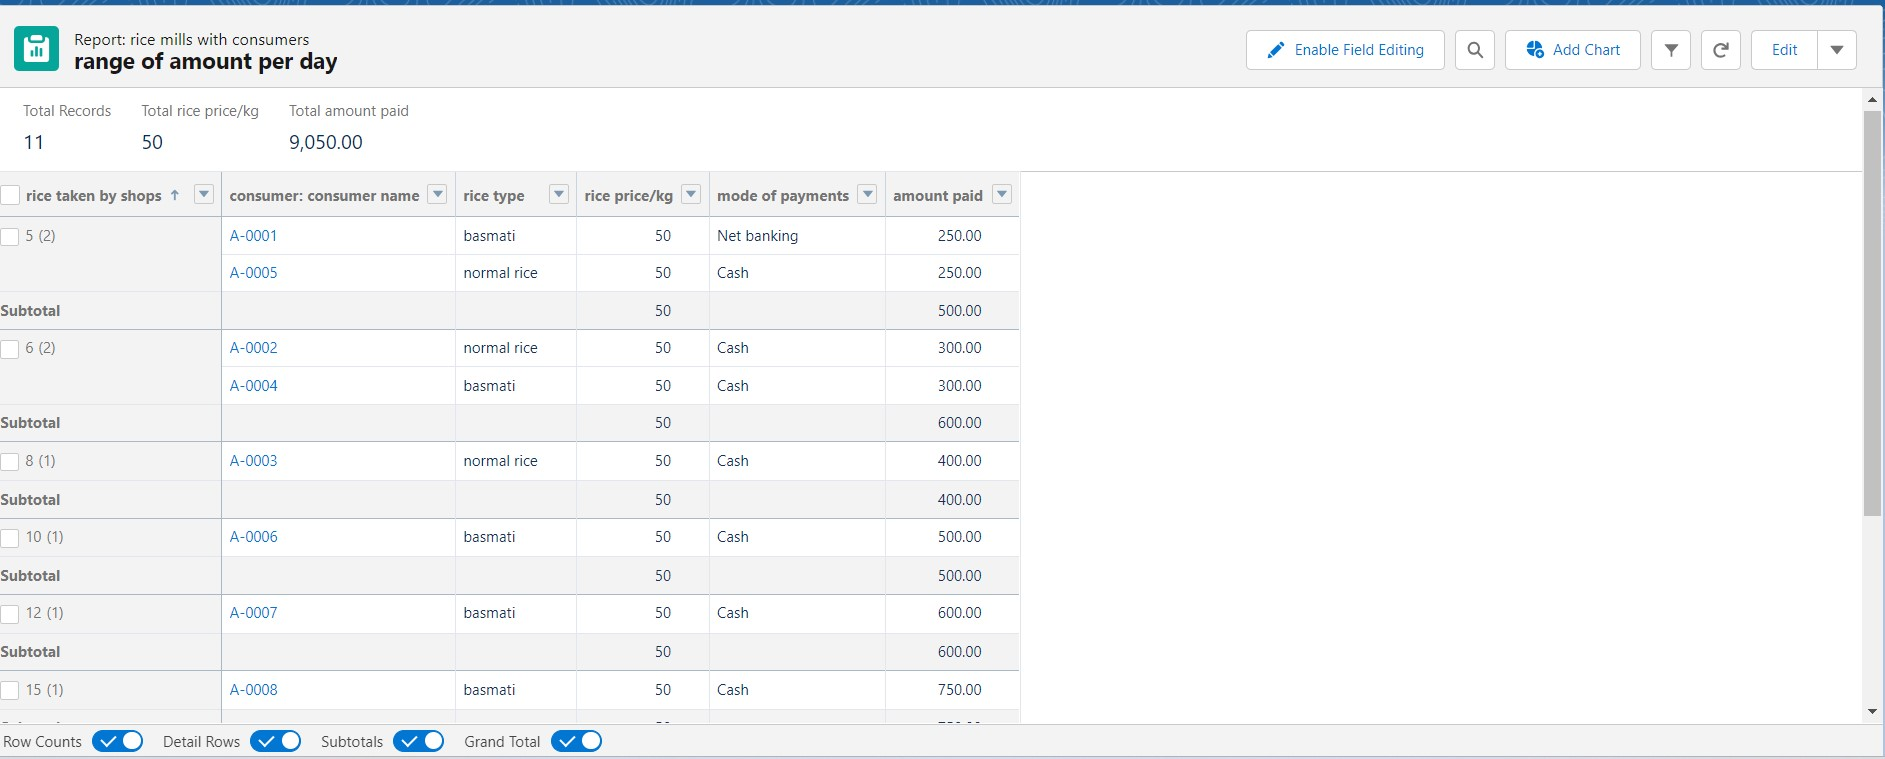 Report: rice mills with consumers
range of amount per day
Enable Field Editing
Add Chart
Edit
Total Records Total rice price/kg Total amount paid
11 50 9,050.00
rice taken by shops ↑ consumer: consumer name rice type rice price/kg mode of payments amount paid
5 (2) A-0001 basmati 50 Net banking 250.00
A-0005 normal rice 50 Cash 250.00
Subtotal 50 500.00
6 (2) A-0002 normal rice 50 Cash 300.00
A-0004 basmati 50 Cash 300.00
Subtotal 50 600.00
8 (1) A-0003 normal rice 50 Cash 400.00
Subtotal 50 400.00
10 (1) A-0006 basmati 50 Cash 500.00
Subtotal 50 500.00
12 (1) A-0007 basmati 50 Cash 600.00
Subtotal 50 600.00
15 (1) A-0008 basmati 50 Cash 750.00
Row Counts Detail Rows Subtotals Grand Total